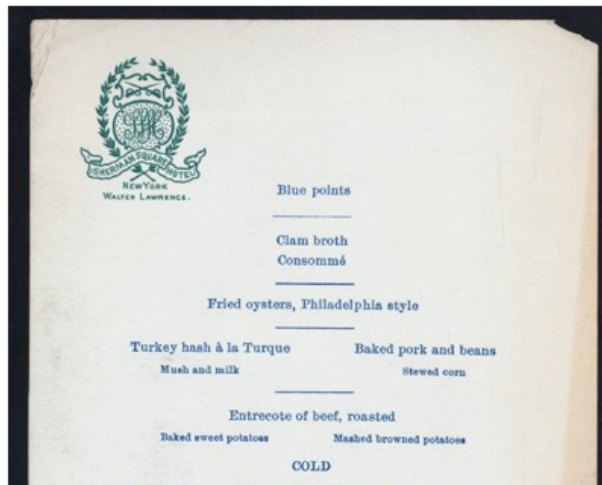 SHERMAN SQUARE HOTEL
NEW YORK
WALTER LAWRENCE.
Blue points
Clam broth
Consommé
Fried oysters, Philadelphia style
Turkey hash à la Turque Baked pork and beans
Mush and milk Stewed corn
Entrecote of beef, roasted
Baked sweet potatoes Mashed browned potatoes
COLD